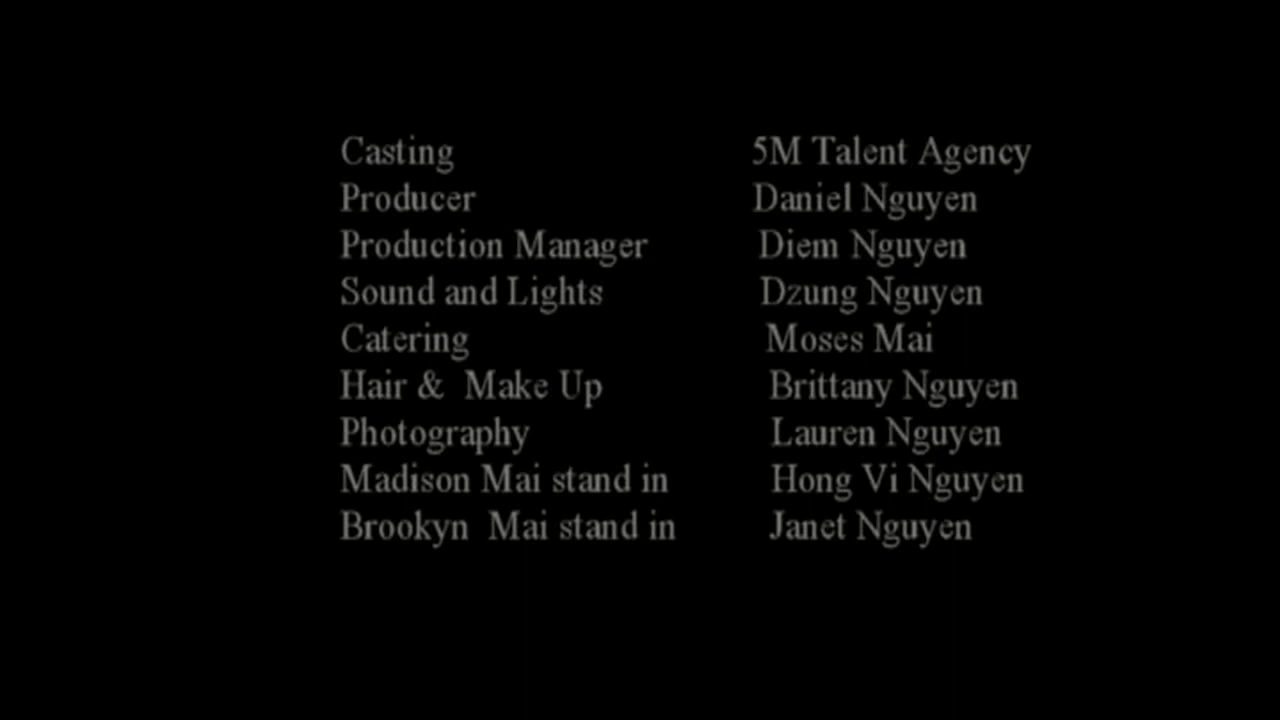 Casting 5M Talent Agency
Producer Daniel Nguyen
Production Manager Diem Nguyen
Sound and Lights Dzung Nguyen
Catering Moses Mai
Hair & Make Up Brittany Nguyen
Photography Lauren Nguyen
Madison Mai stand in Hong Vi Nguyen
Brookyn Mai stand in Janet Nguyen